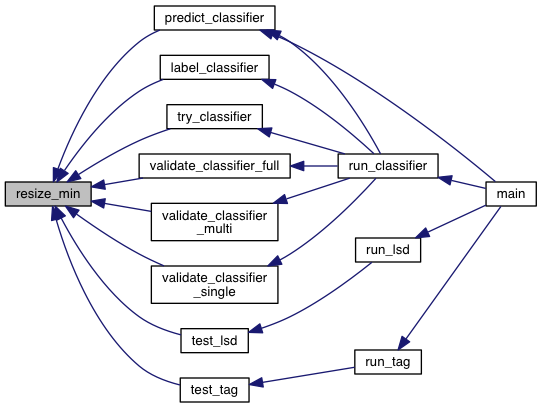 predict_classifier
label_classifier
try_classifier
validate_classifier_full
run_classifier
resize_min
main
validate_classifier
_multi
run_lsd
validate_classifier
_single
test_lsd
run_tag
test_tag